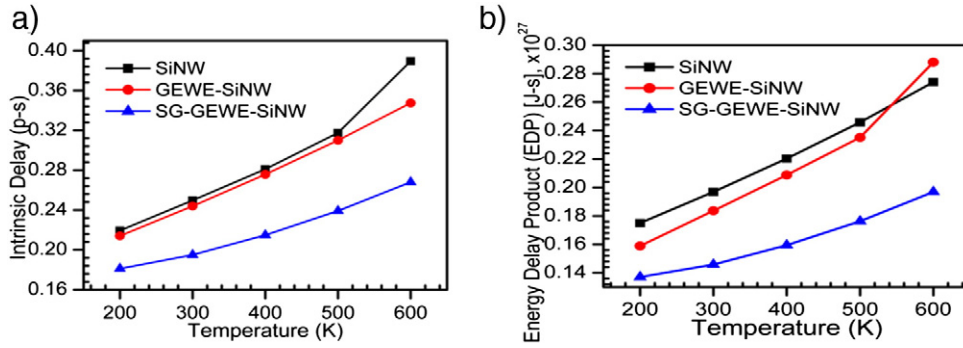 a)
Intrinsic Delay (p-s)
0.40
0.36
0.32
0.28
0.24
0.20
0.16
SiNW
GEWE-SiNW
SG-GEWE-SiNW
200 300 400 500 600
Temperature (K)
b)
Energy Delay Product (EDP) [J-s], x10²⁷
0.30
0.28
0.26
0.24
0.22
0.20
0.18
0.16
0.14
SiNW
GEWE-SiNW
SG-GEWE-SiNW
200 300 400 500 600
Temperature (K)